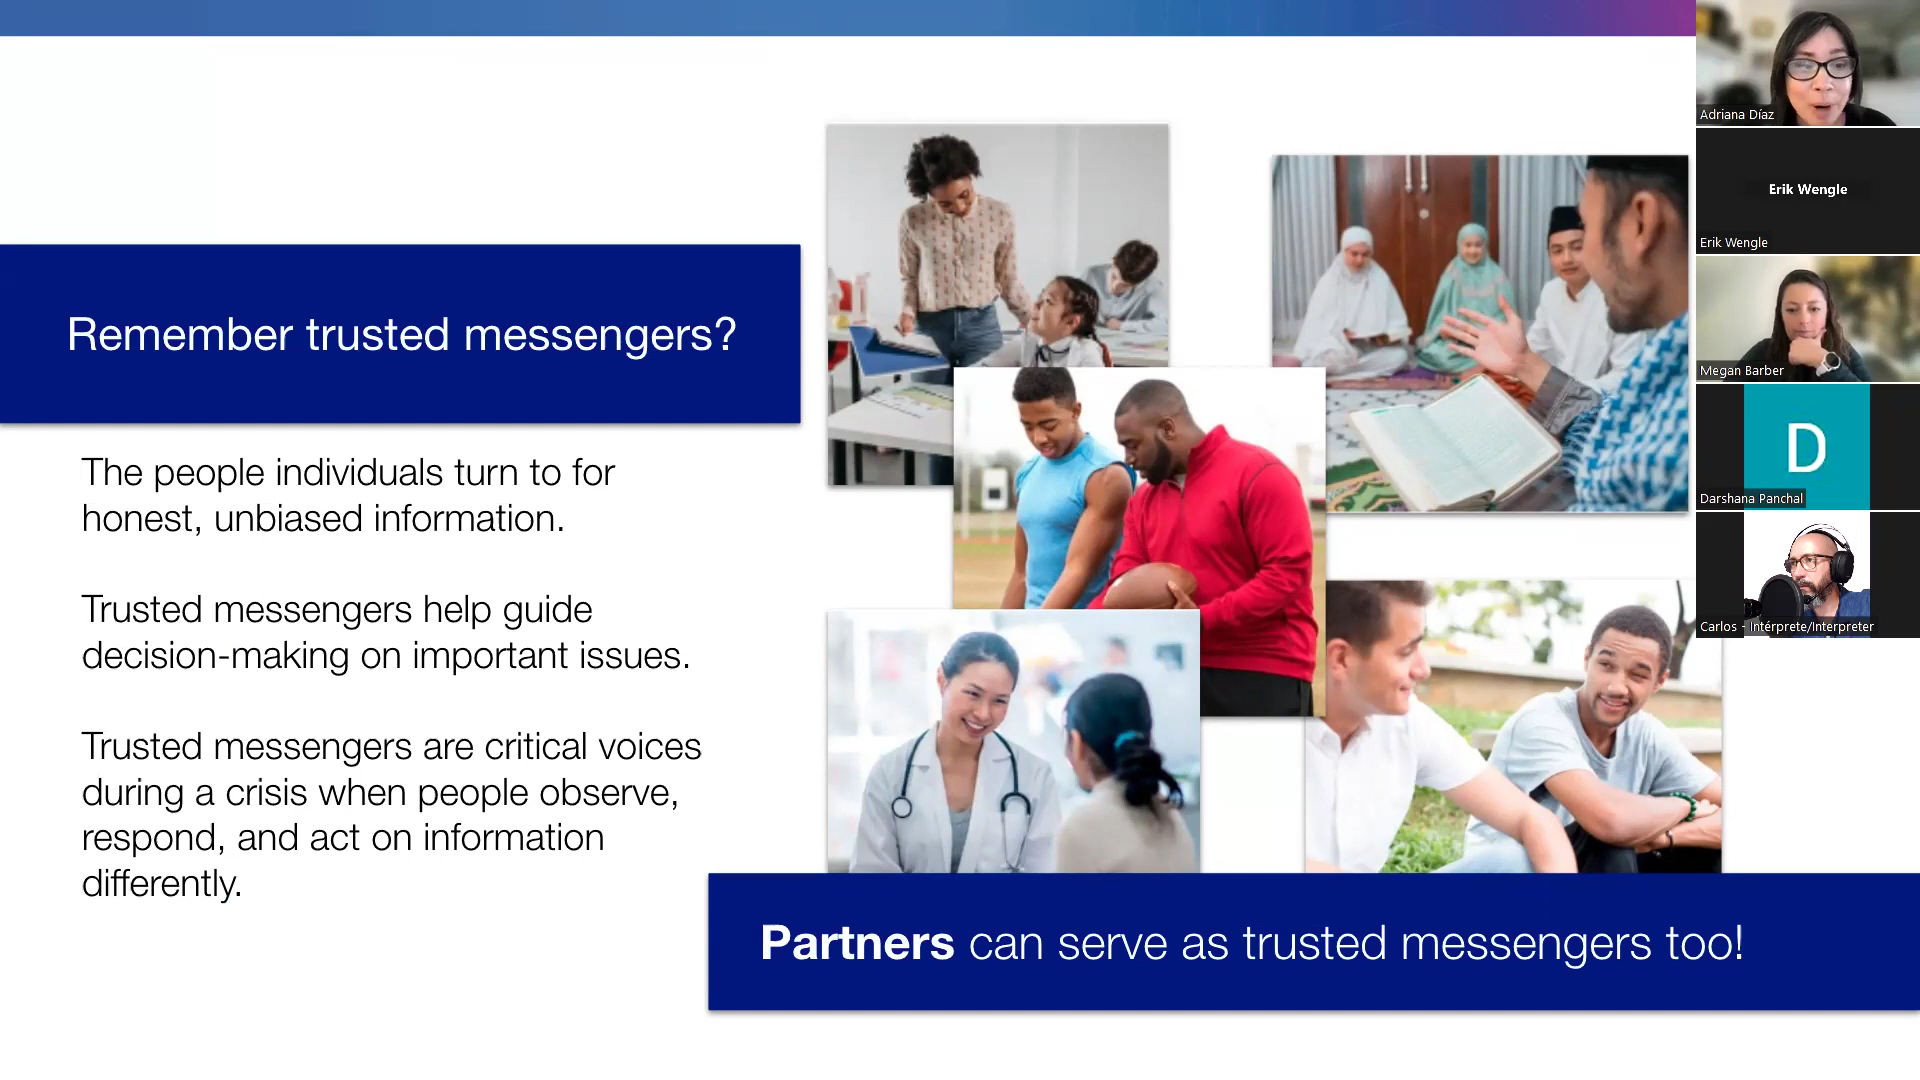 Remember trusted messengers?
The people individuals turn to for
honest, unbiased information.
Trusted messengers help guide
decision-making on important issues.
Trusted messengers are critical voices
during a crisis when people observe,
respond, and act on information
differently.
Partners can serve as trusted messengers too!
Adriana Díaz
Erik Wengle
Erik Wengle
Megan Barber
D
Darshana Panchal
Carlos - Intérprete/Interpreter